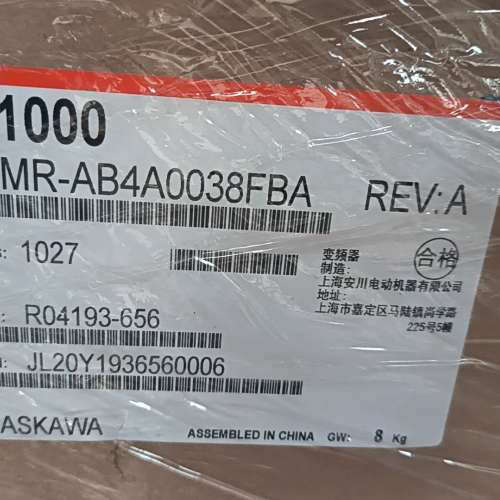 1000
MR-AB4A0038FBA REV:A
: 1027
变频器
制造:
上海安川电动机器有限公司
地址:
上海市嘉定区马陆镇尚学路
225号5幢
合格
: R04193-656
: JL20Y1936560006
ASKAWA
ASSEMBLED IN CHINA GW: 8 Kg